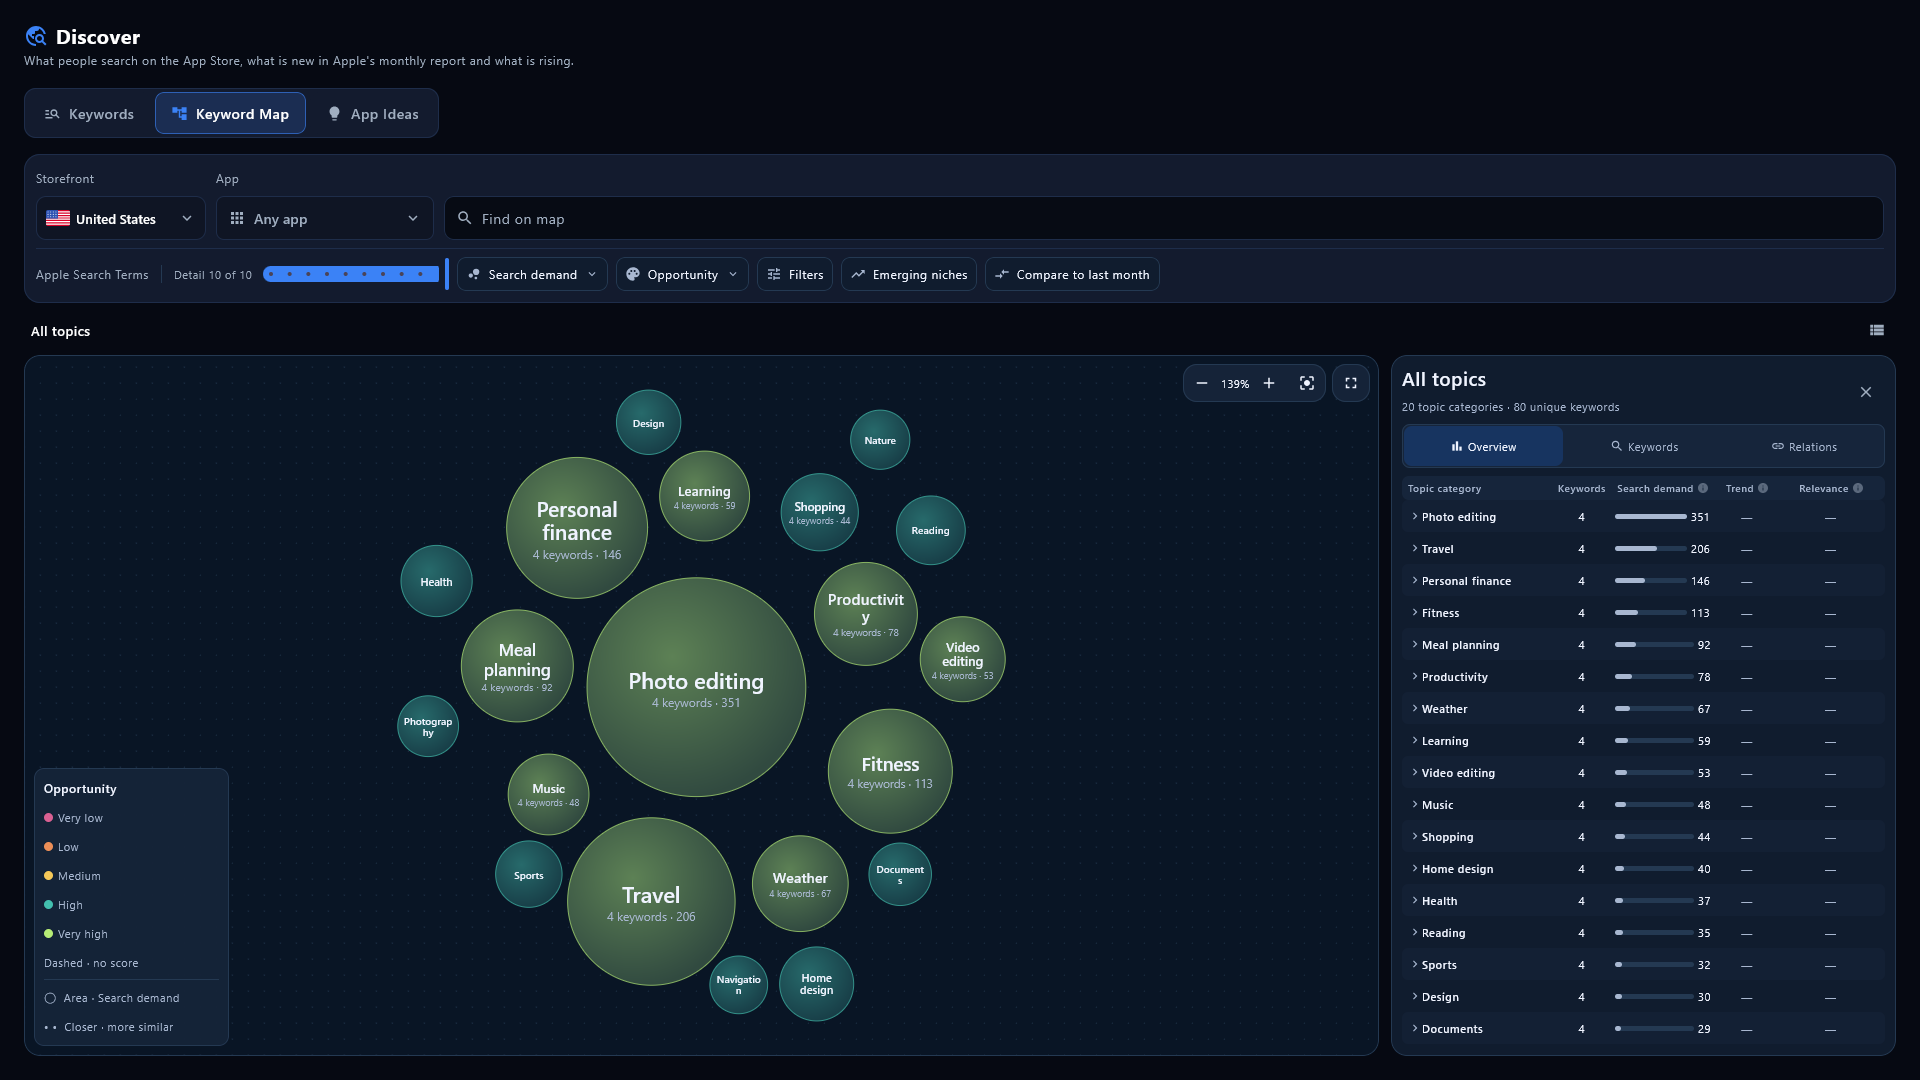 Discover
What people search on the App Store, what is new in Apple's monthly report and what is rising.
Keywords
Keyword Map
App Ideas
Storefront
App
United States
Any app
Find on map
Apple Search Terms
Detail 10 of 10
Search demand
Opportunity
Filters
Emerging niches
Compare to last month
All topics
139%
Design
Nature
Learning
4 keywords · 59
Personal
finance
4 keywords · 146
Shopping
4 keywords · 44
Reading
Health
Productivit
y
4 keywords · 78
Meal
planning
4 keywords · 92
Video
editing
4 keywords · 53
Photo editing
4 keywords · 351
Photograp
hy
Fitness
4 keywords · 113
Music
4 keywords · 48
Sports
Travel
4 keywords · 206
Weather
4 keywords · 67
Document
s
Navigatio
n
Home
design
Opportunity
Very low
Low
Medium
High
Very high
Dashed · no score
Area · Search demand
Closer · more similar
All topics
20 topic categories · 80 unique keywords
Overview
Keywords
Relations
Topic category Keywords Search demand Trend Relevance
Photo editing 4 351 — —
Travel 4 206 — —
Personal finance 4 146 — —
Fitness 4 113 — —
Meal planning 4 92 — —
Productivity 4 78 — —
Weather 4 67 — —
Learning 4 59 — —
Video editing 4 53 — —
Music 4 48 — —
Shopping 4 44 — —
Home design 4 40 — —
Health 4 37 — —
Reading 4 35 — —
Sports 4 32 — —
Design 4 30 — —
Documents 4 29 — —